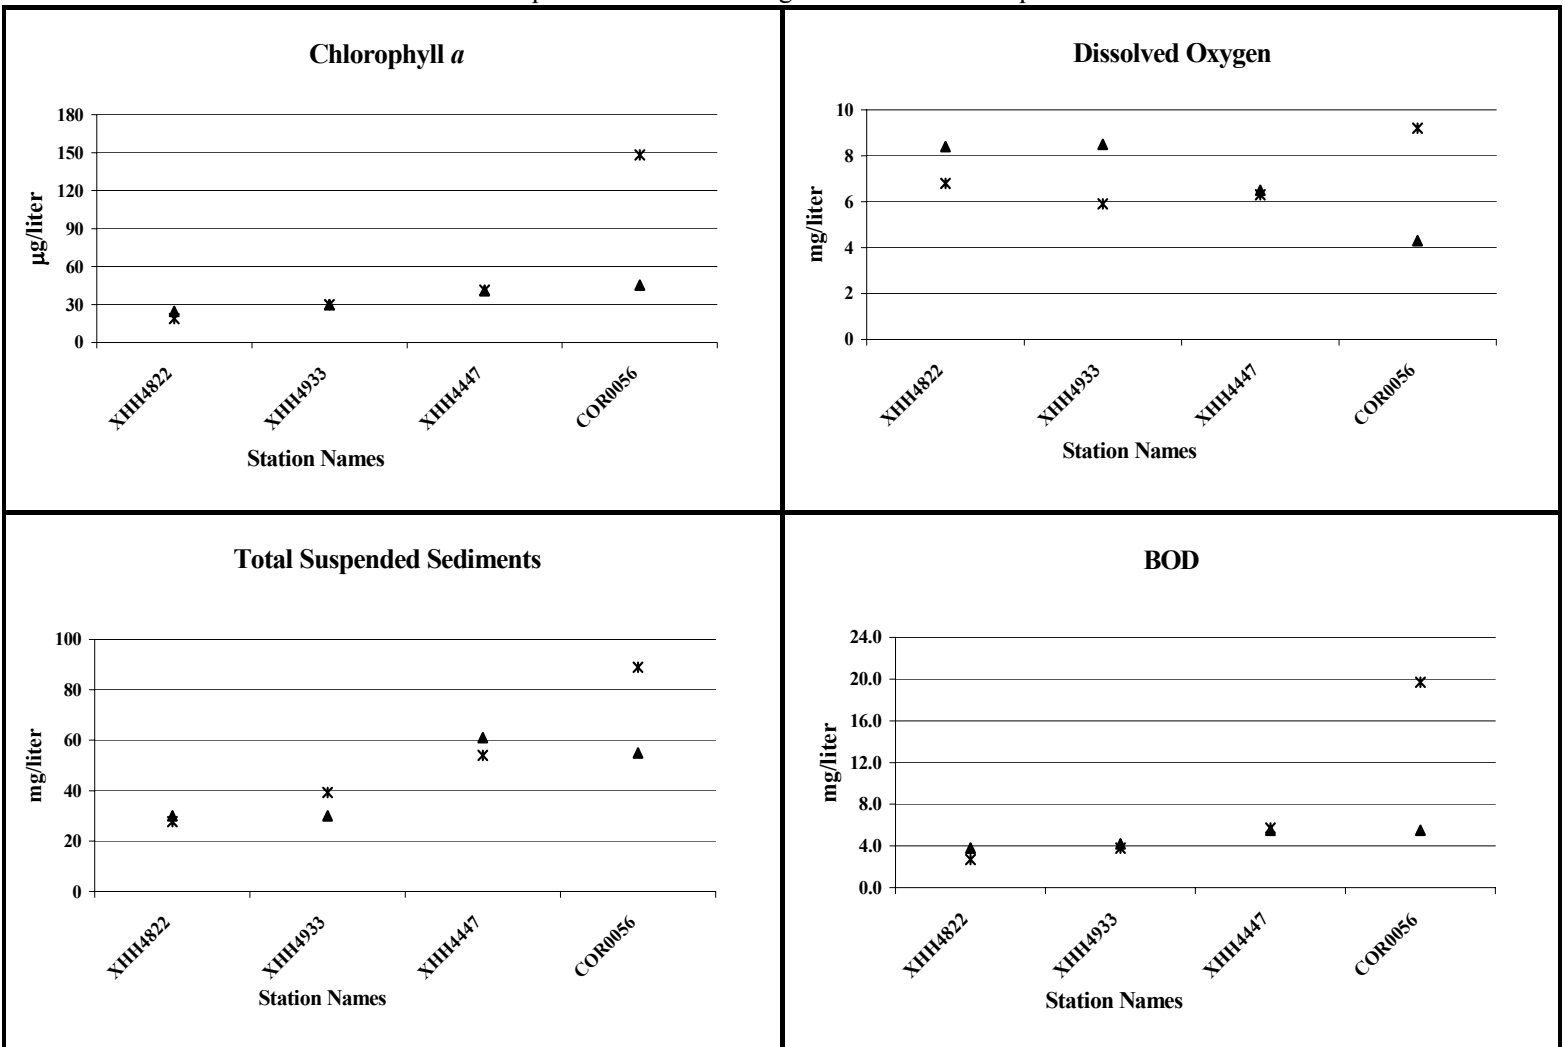 Chlorophyll a
180
150
120
90
60
30
0
µg/liter
XHH4822
XHH4933
XHH4447
COR0056
Station Names
Dissolved Oxygen
10
8
6
4
2
0
mg/liter
XHH4822
XHH4933
XHH4447
COR0056
Station Names
Total Suspended Sediments
100
80
60
40
20
0
mg/liter
XHH4822
XHH4933
XHH4447
COR0056
Station Names
BOD
24.0
20.0
16.0
12.0
8.0
4.0
0.0
mg/liter
XHH4822
XHH4933
XHH4447
COR0056
Station Names